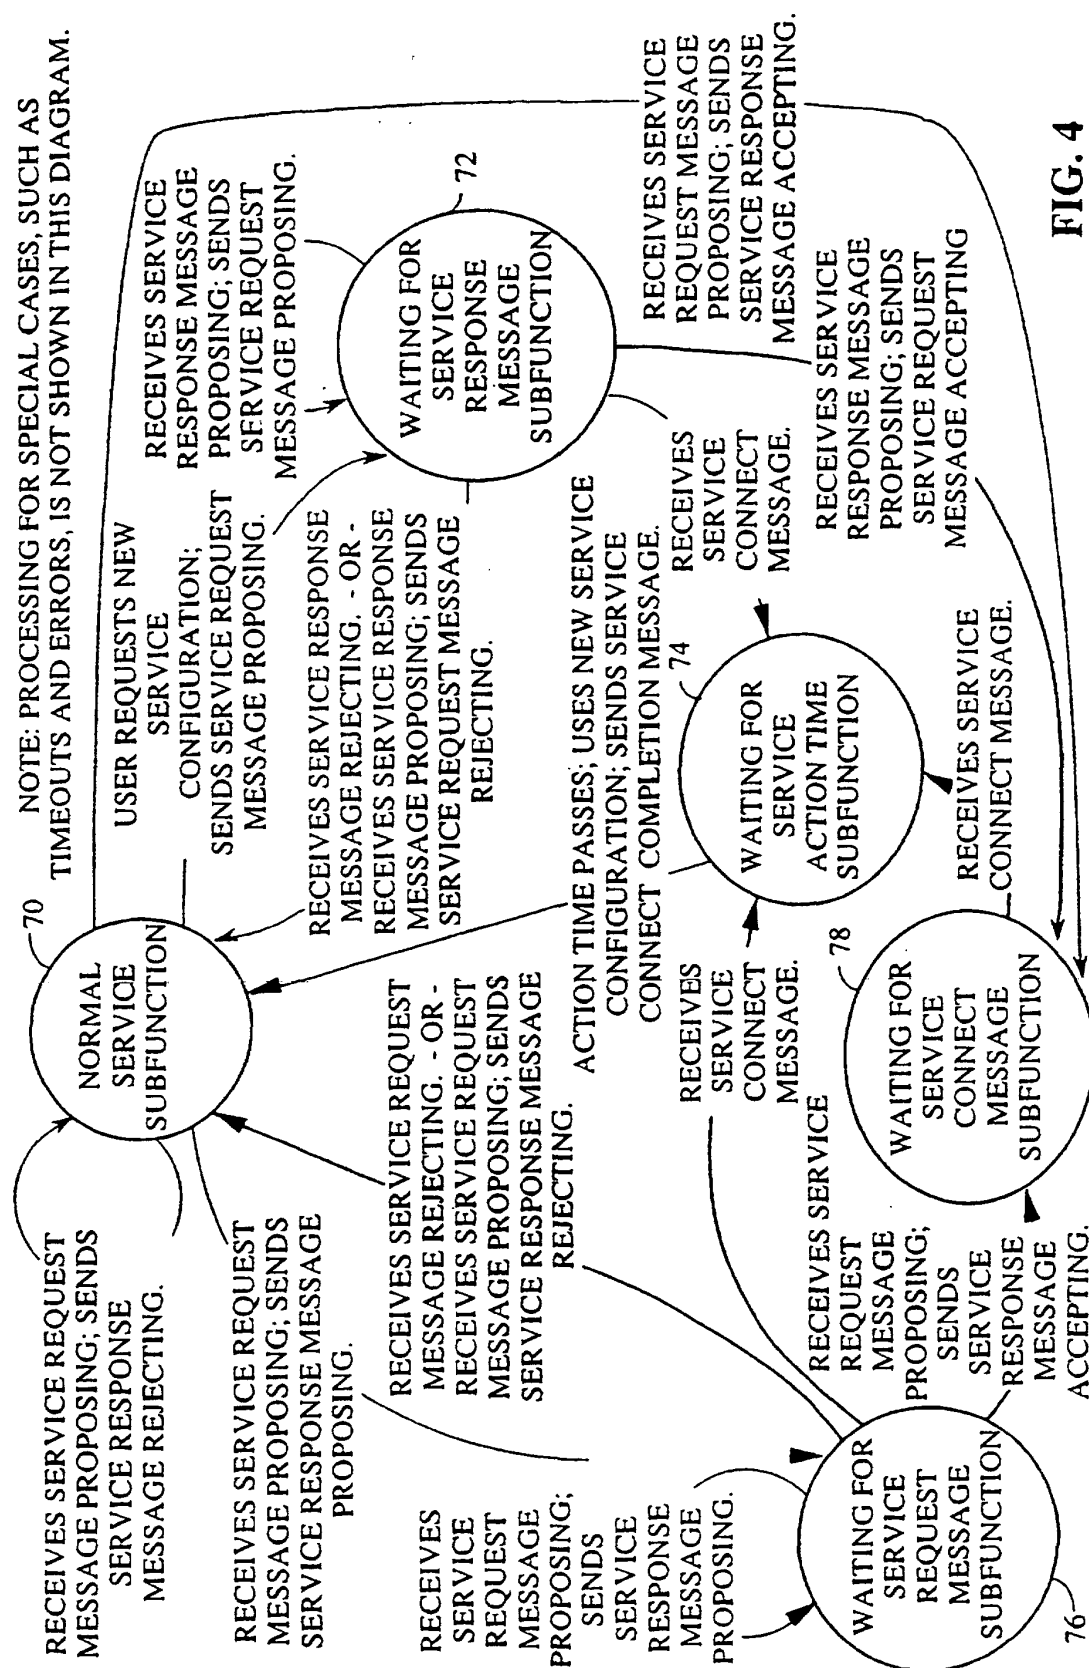 NOTE: PROCESSING FOR SPECIAL CASES, SUCH AS
TIMEOUTS AND ERRORS, IS NOT SHOWN IN THIS DIAGRAM.
70
NORMAL
SERVICE
SUBFUNCTION
RECEIVES SERVICE REQUEST
MESSAGE PROPOSING; SENDS
SERVICE RESPONSE
MESSAGE REJECTING.
RECEIVES SERVICE REQUEST
MESSAGE PROPOSING; SENDS
SERVICE RESPONSE MESSAGE
PROPOSING.
USER REQUESTS NEW
SERVICE
CONFIGURATION;
SENDS SERVICE REQUEST
MESSAGE PROPOSING.
RECEIVES SERVICE
RESPONSE MESSAGE
PROPOSING; SENDS
SERVICE REQUEST
MESSAGE PROPOSING.
72
WAITING FOR
SERVICE
RESPONSE
MESSAGE
SUBFUNCTION
RECEIVES SERVICE RESPONSE
MESSAGE REJECTING. - OR -
RECEIVES SERVICE RESPONSE
MESSAGE PROPOSING; SENDS
SERVICE REQUEST MESSAGE
REJECTING.
RECEIVES SERVICE REQUEST
MESSAGE REJECTING. - OR -
RECEIVES SERVICE REQUEST
MESSAGE PROPOSING; SENDS
SERVICE RESPONSE MESSAGE
REJECTING.
ACTION TIME PASSES; USES NEW SERVICE
CONFIGURATION; SENDS SERVICE
CONNECT COMPLETION MESSAGE.
RECEIVES
SERVICE
CONNECT
MESSAGE.
RECEIVES SERVICE
REQUEST MESSAGE
PROPOSING; SENDS
SERVICE RESPONSE
MESSAGE ACCEPTING.
RECEIVES SERVICE
RESPONSE MESSAGE
PROPOSING; SENDS
SERVICE REQUEST
MESSAGE ACCEPTING
74
WAITING FOR
SERVICE
ACTION TIME
SUBFUNCTION
RECEIVES
SERVICE
CONNECT
MESSAGE.
RECEIVES SERVICE
CONNECT MESSAGE.
78
WAITING FOR
SERVICE
CONNECT
MESSAGE
SUBFUNCTION
RECEIVES
SERVICE
REQUEST
MESSAGE
PROPOSING;
SENDS
SERVICE
RESPONSE
MESSAGE
PROPOSING.
RECEIVES SERVICE
REQUEST
MESSAGE
PROPOSING;
SENDS
SERVICE
RESPONSE
MESSAGE
ACCEPTING.
WAITING FOR
SERVICE
REQUEST
MESSAGE
SUBFUNCTION
76
FIG. 4